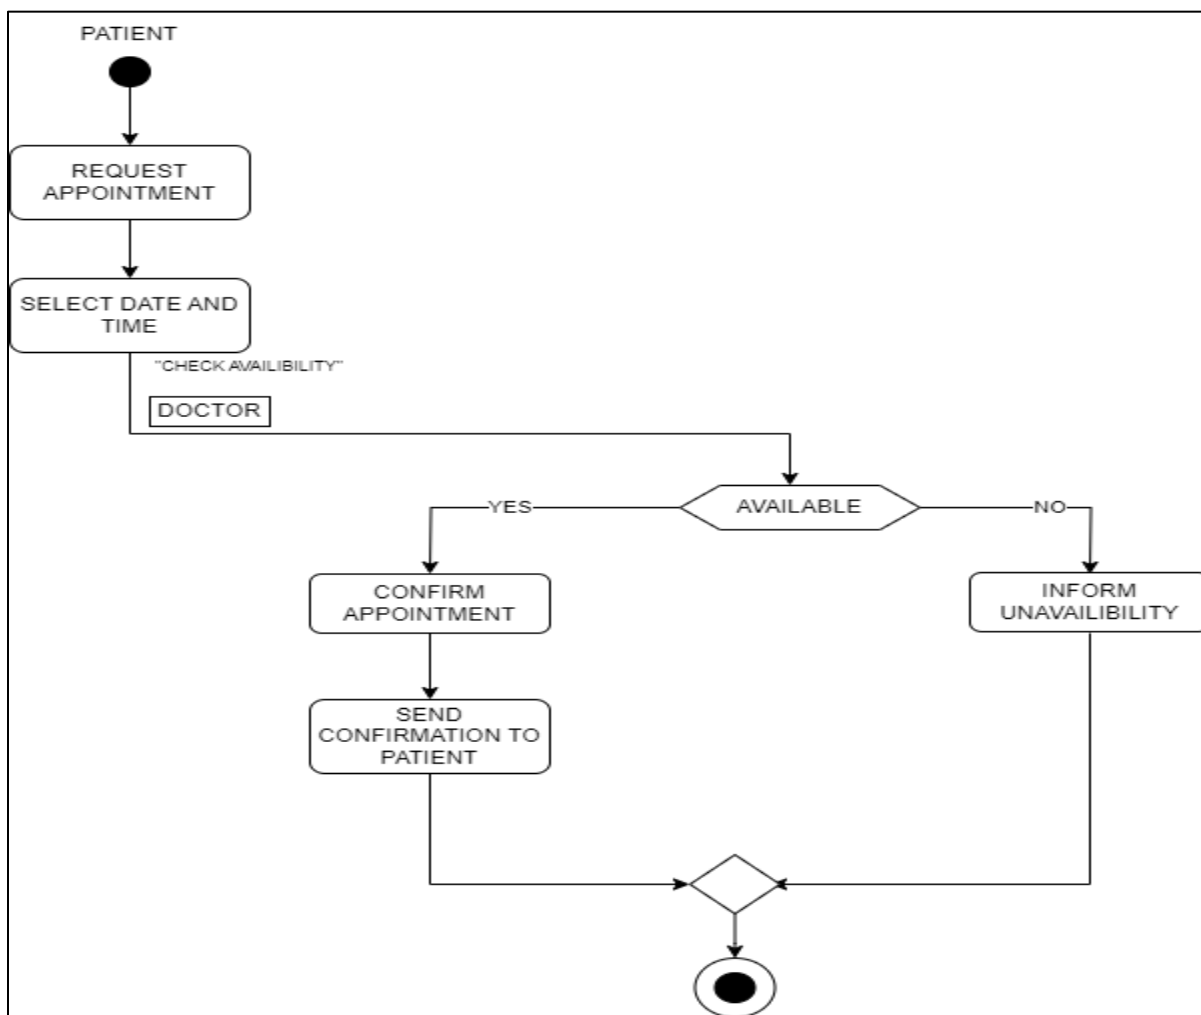 PATIENT
REQUEST
APPOINTMENT
SELECT DATE AND
TIME
"CHECK AVAILIBILITY"
DOCTOR
AVAILABLE
YES
NO
CONFIRM
APPOINTMENT
INFORM
UNAVAILIBILITY
SEND
CONFIRMATION TO
PATIENT